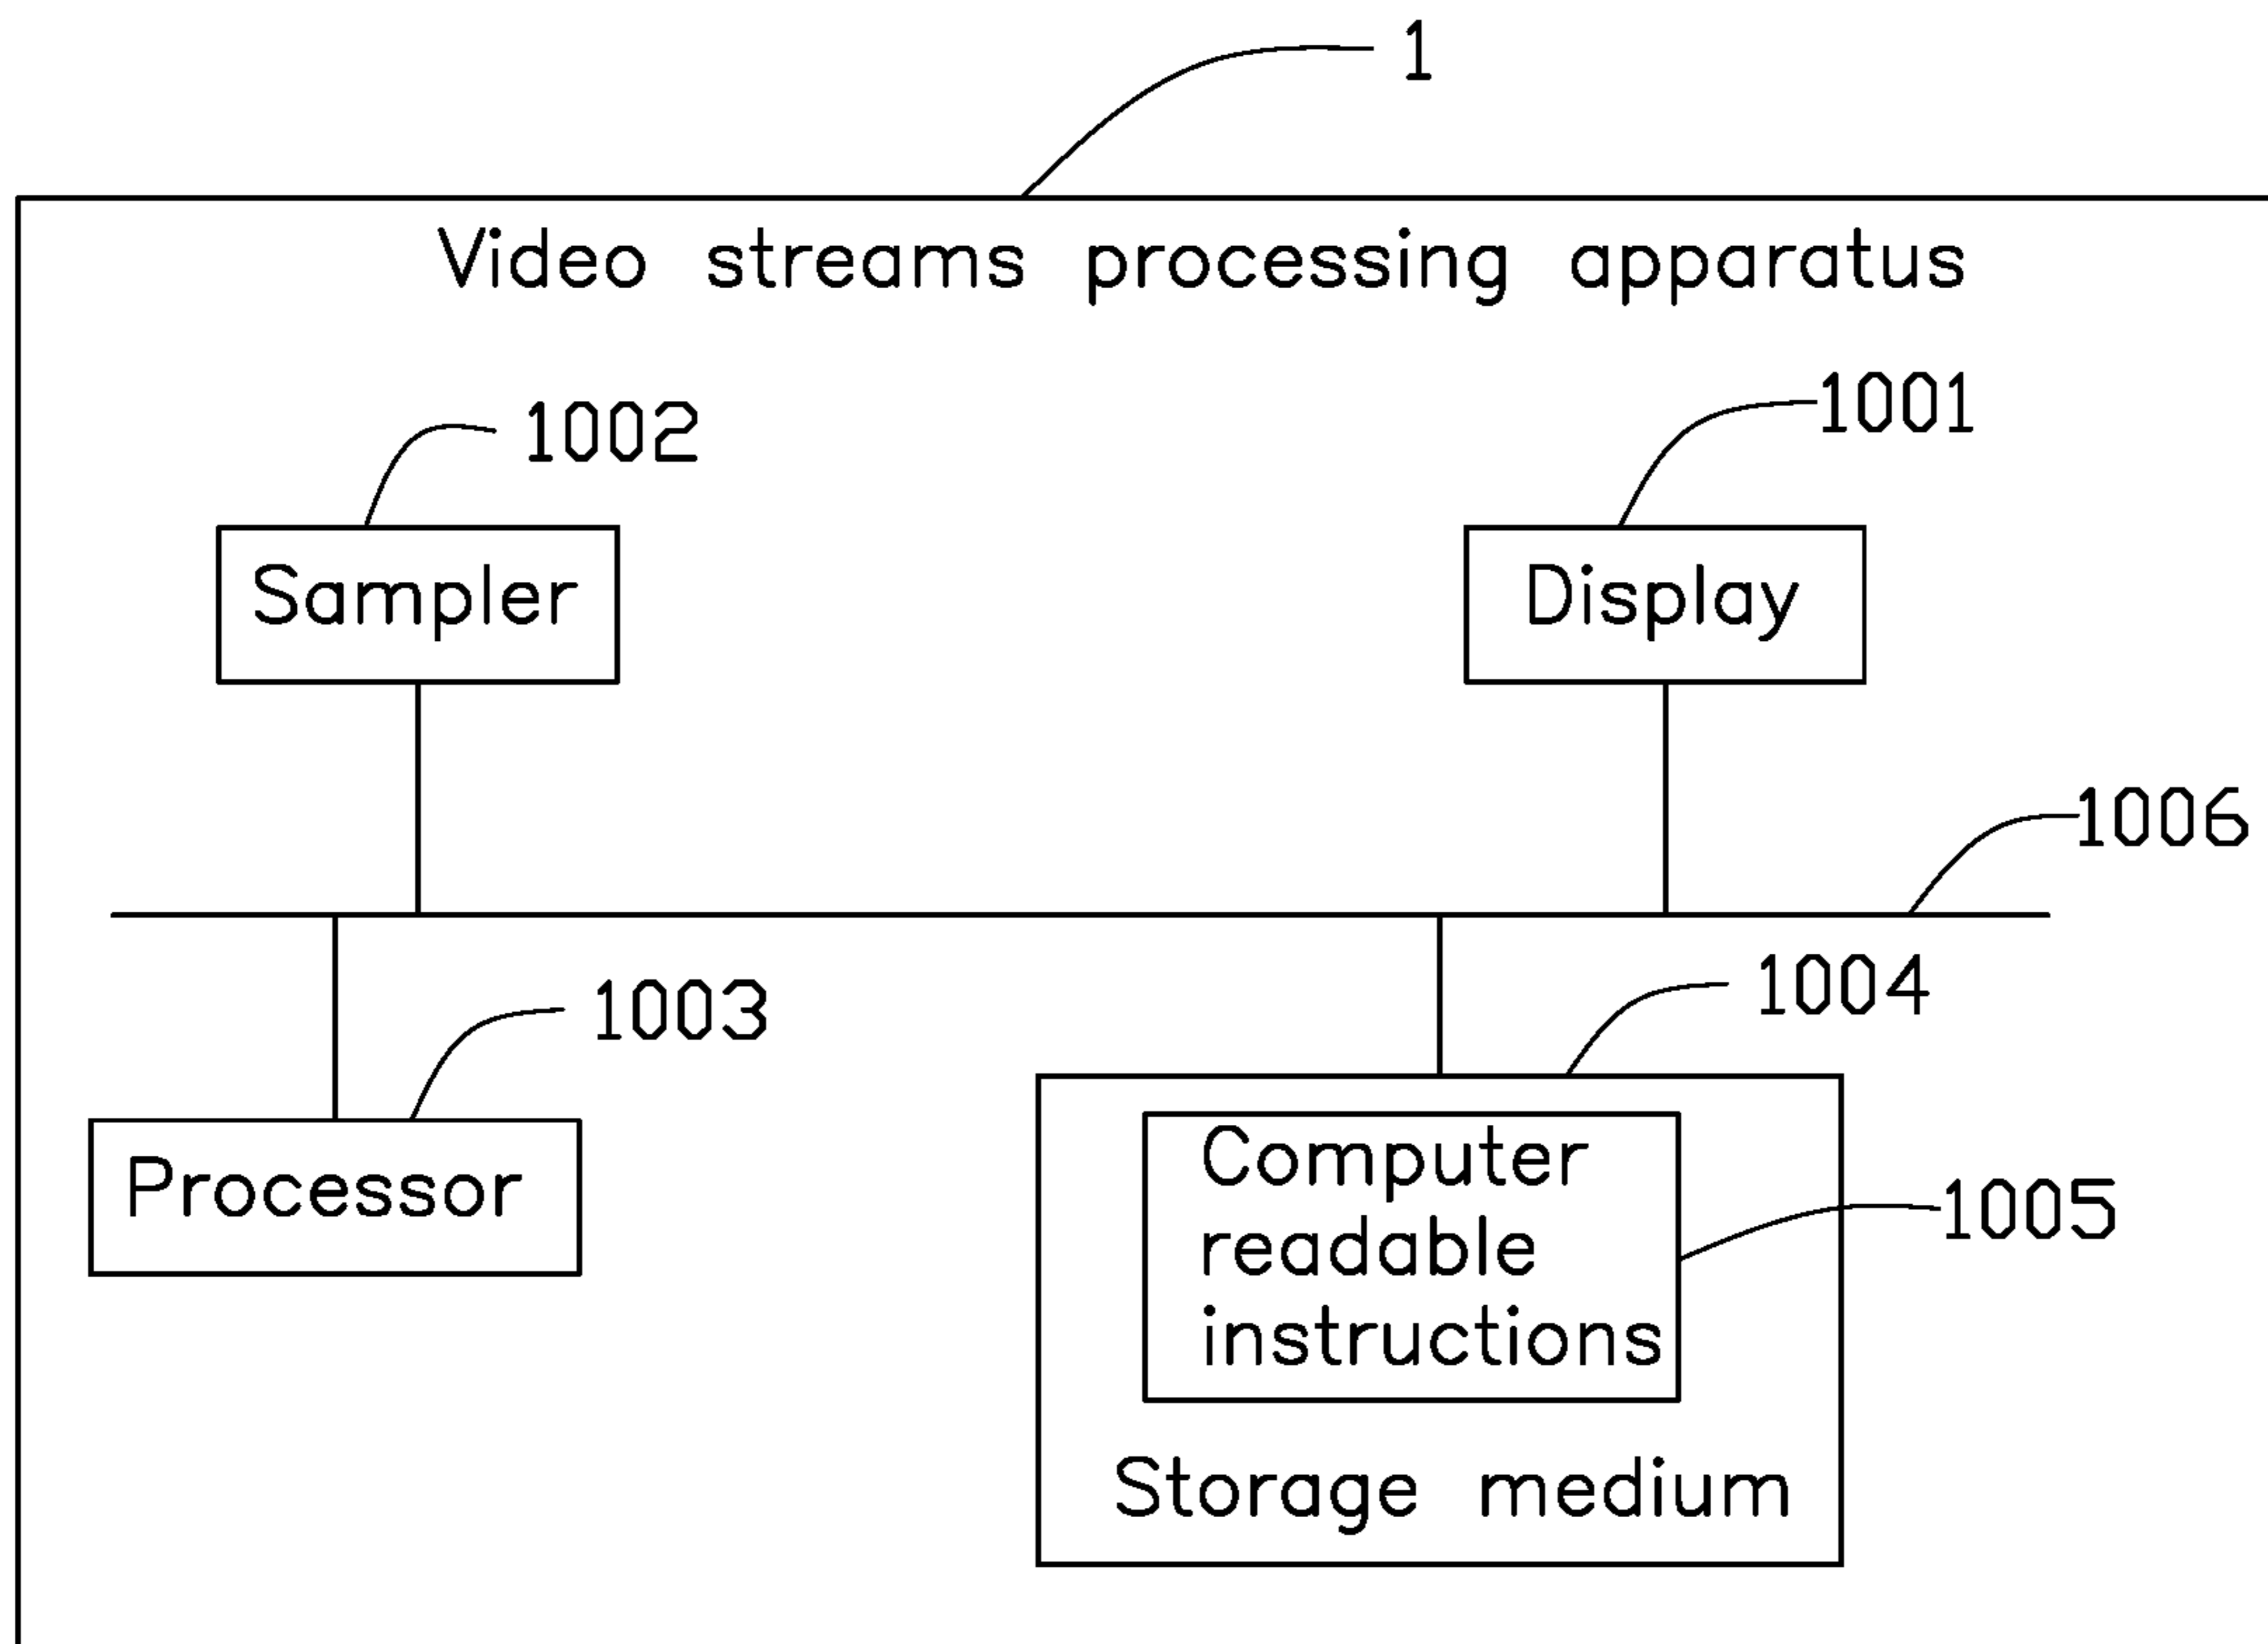 1
Video streams processing apparatus
1002
1001
Sampler
Display
1006
1003
1004
Processor
Computer
readable
instructions
1005
Storage medium